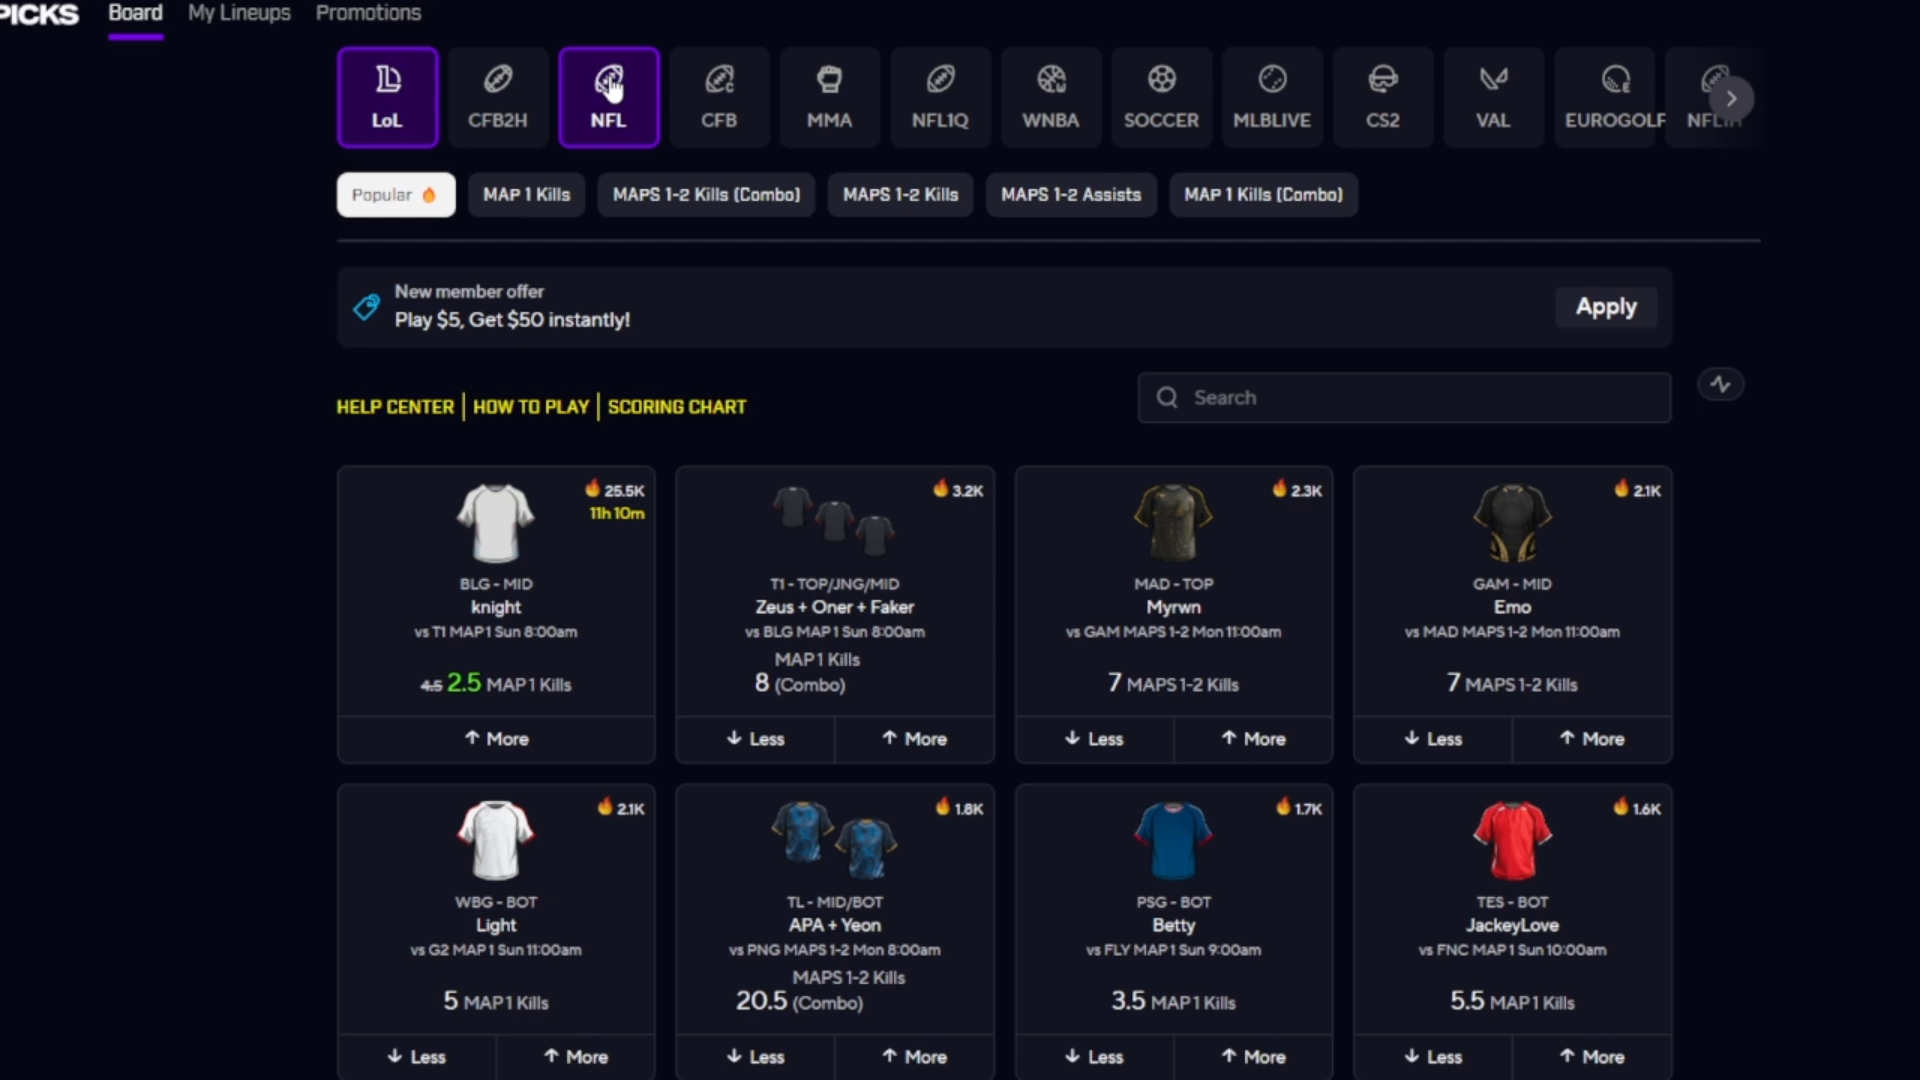 PICKS
Board
My Lineups
Promotions
LoL
CFB2H
NFL
CFB
MMA
NFL1Q
WNBA
SOCCER
MLBLIVE
CS2
VAL
EUROGOLF
Popular
MAP 1 Kills
MAPS 1-2 Kills (Combo)
MAPS 1-2 Kills
MAPS 1-2 Assists
MAP 1 Kills (Combo)
New member offer
Play $5, Get $50 instantly!
Apply
HELP CENTER
HOW TO PLAY
SCORING CHART
Search
25.5K
11h 10m
BLG - MID
knight
vs T1 MAP 1 Sun 8:00am
4.5 2.5 MAP 1 Kills
More
3.2K
T1 - TOP/JNG/MID
Zeus + Oner + Faker
vs BLG MAP 1 Sun 8:00am
MAP 1 Kills
8 (Combo)
Less
More
2.3K
MAD - TOP
Myrwn
vs GAM MAPS 1-2 Mon 11:00am
7 MAPS 1-2 Kills
Less
More
2.1K
GAM - MID
Emo
vs MAD MAPS 1-2 Mon 11:00am
7 MAPS 1-2 Kills
Less
More
2.1K
WBG - BOT
Light
vs G2 MAP 1 Sun 11:00am
5 MAP 1 Kills
Less
More
1.8K
TL - MID/BOT
APA + Yeon
vs PNG MAPS 1-2 Mon 8:00am
MAPS 1-2 Kills
20.5 (Combo)
Less
More
1.7K
PSG - BOT
Betty
vs FLY MAP 1 Sun 9:00am
3.5 MAP 1 Kills
Less
More
1.6K
TES - BOT
JackeyLove
vs FNC MAP 1 Sun 10:00am
5.5 MAP 1 Kills
Less
More